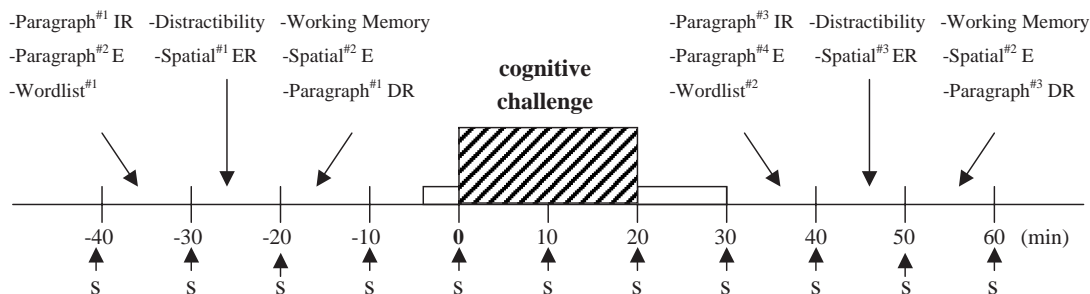 -Paragraph#1 IR
-Paragraph#2 E
-Wordlist#1
-Distractibility
-Spatial#1 ER
-Working Memory
-Spatial#2 E
-Paragraph#1 DR
cognitive
challenge
-Paragraph#3 IR
-Paragraph#4 E
-Wordlist#2
-Distractibility
-Spatial#3 ER
-Working Memory
-Spatial#2 E
-Paragraph#3 DR
-40 -30 -20 -10 0 10 20 30 40 50 60 (min)
S S S S S S S S S S S